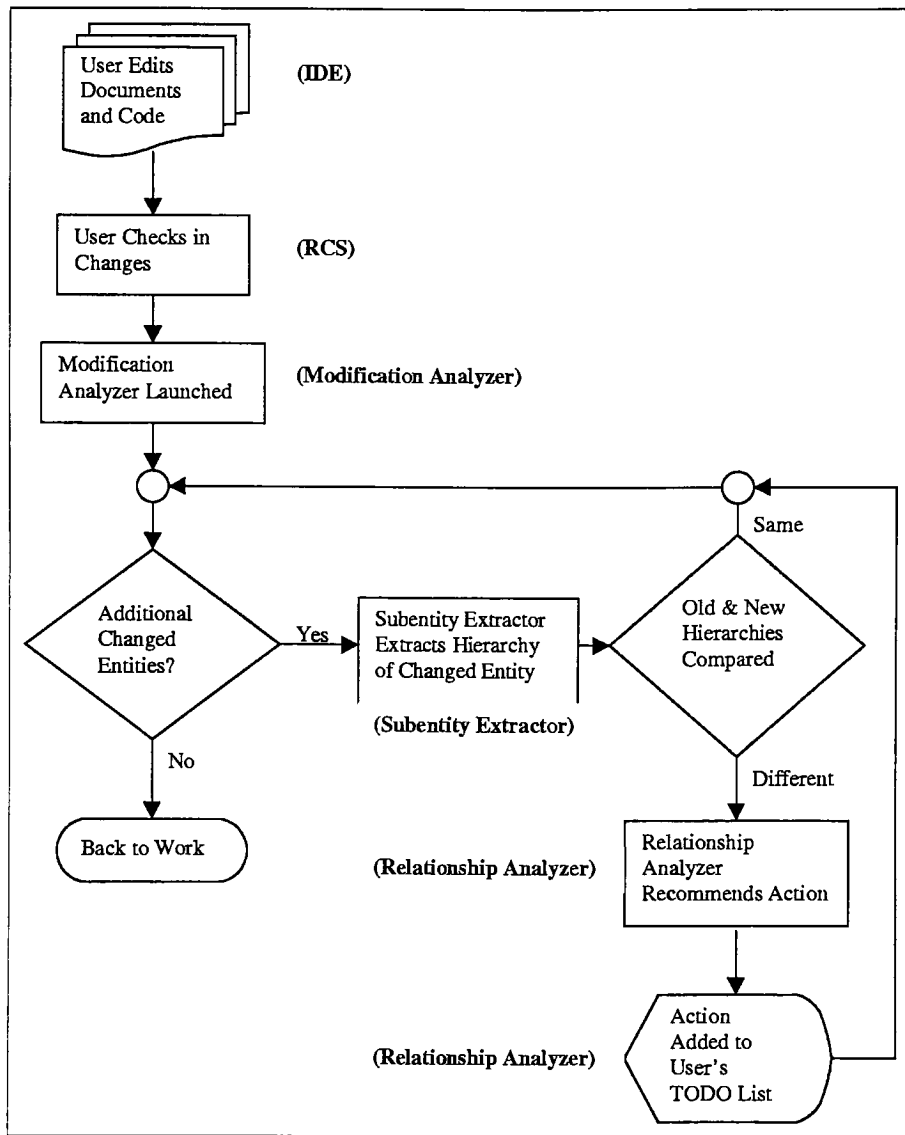 User Edits
Documents
and Code
(IDE)
User Checks in
Changes
(RCS)
Modification
Analyzer Launched
(Modification Analyzer)
Same
Additional
Changed
Entities?
Yes
Subentity Extractor
Extracts Hierarchy
of Changed Entity
(Subentity Extractor)
Old & New
Hierarchies
Compared
No
Different
Back to Work
(Relationship Analyzer)
Relationship
Analyzer
Recommends Action
(Relationship Analyzer)
Action
Added to
User's
TODO List